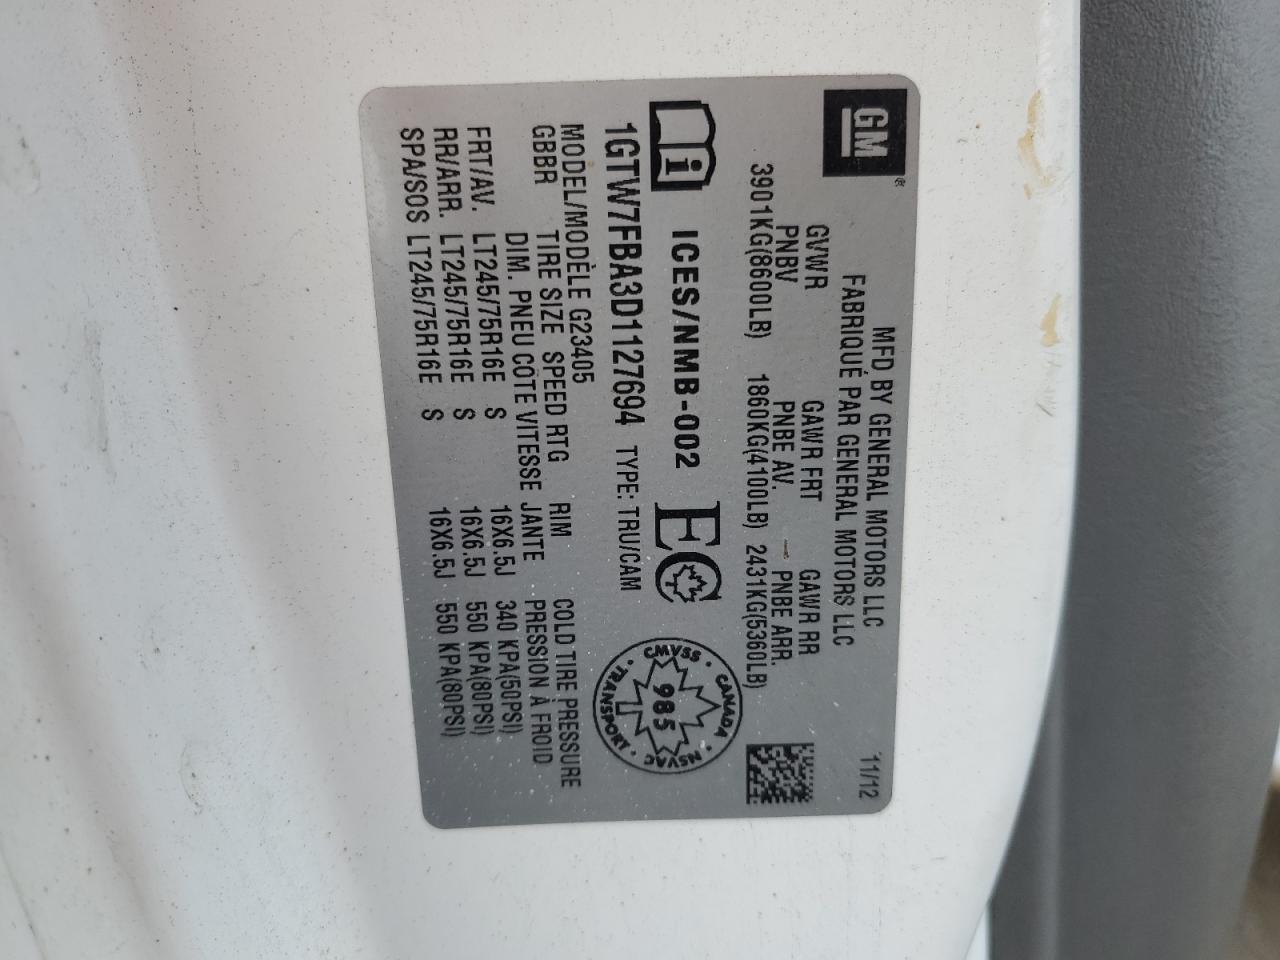 GM
MFD BY GENERAL MOTORS LLC 11/12
FABRIQUÉ PAR GENERAL MOTORS LLC
GVWR GAWR FRT GAWR RR
PNBV PNBE AV. PNBE ARR.
3901KG(8600LB) 1860KG(4100LB) 2431KG(5360LB)
i ICES/NMB-002
CANADA · NSVAC · TRANSPORT · CMVSS
985
1GTW7FBA3D1127694 TYPE: TRU/CAM
MODEL/MODÈLE G23405
GBBR TIRE SIZE SPEED RTG RIM COLD TIRE PRESSURE
DIM. PNEU COTE VITESSE JANTE PRESSION À FROID
FRT/AV. LT245/75R16E S 16X6.5J 340 KPA(50PSI)
RR/ARR. LT245/75R16E S 16X6.5J 550 KPA(80PSI)
SPA/SOS LT245/75R16E S 16X6.5J 550 KPA(80PSI)